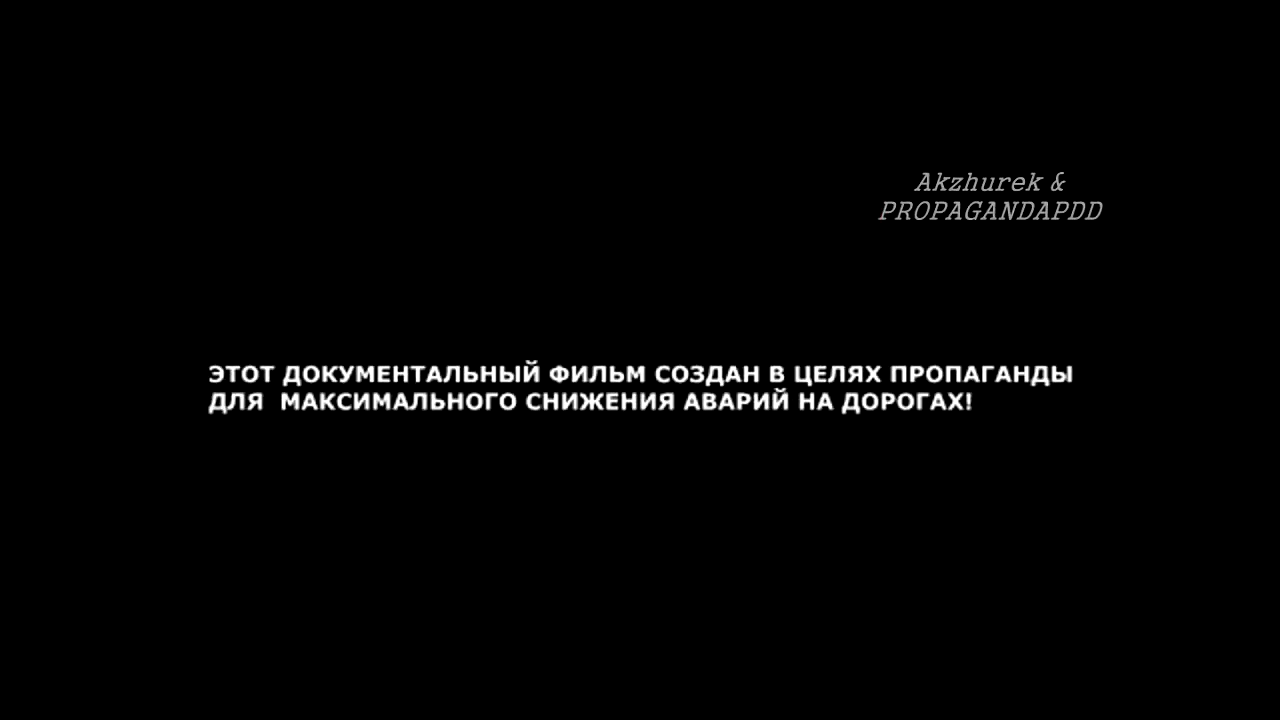 Akzhurek &
PROPAGANDAPDD
ЭТОТ ДОКУМЕНТАЛЬНЫЙ ФИЛЬМ СОЗДАН В ЦЕЛЯХ ПРОПАГАНДЫ
ДЛЯ  МАКСИМАЛЬНОГО СНИЖЕНИЯ АВАРИЙ НА ДОРОГАХ!